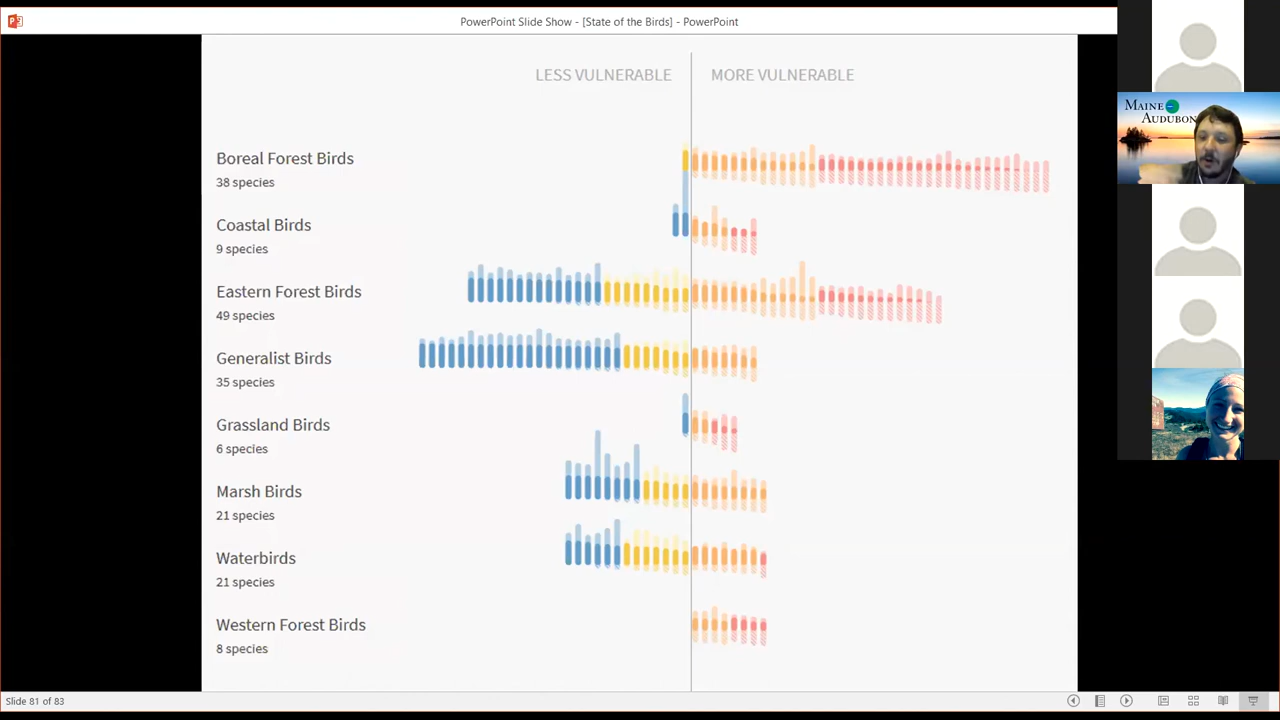 PowerPoint Slide Show - [State of the Birds] - PowerPoint
LESS VULNERABLE
MORE VULNERABLE
Boreal Forest Birds
38 species
Coastal Birds
9 species
Eastern Forest Birds
49 species
Generalist Birds
35 species
Grassland Birds
6 species
Marsh Birds
21 species
Waterbirds
21 species
Western Forest Birds
8 species
MAINE
AUDUBON
Slide 81 of 83